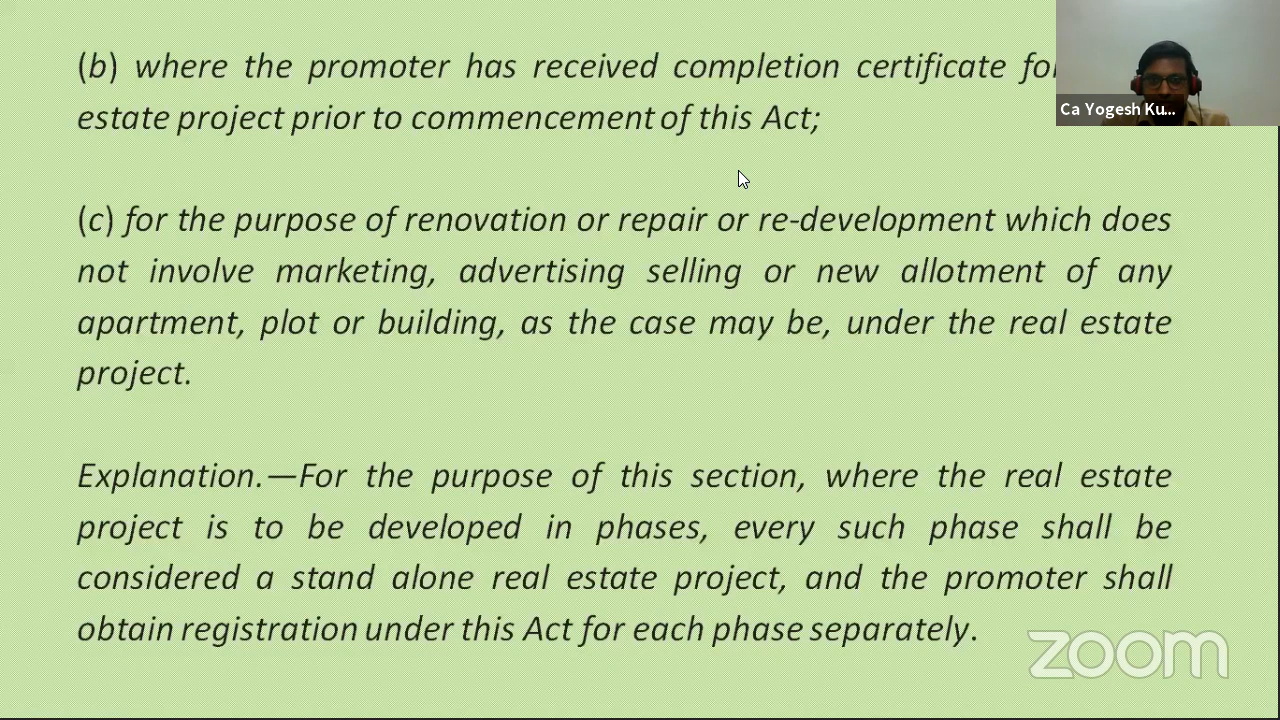 (b) where the promoter has received completion certificate for
estate project prior to commencement of this Act;
(c) for the purpose of renovation or repair or re-development which does
not involve marketing, advertising selling or new allotment of any
apartment, plot or building, as the case may be, under the real estate
project.
Explanation.—For the purpose of this section, where the real estate
project is to be developed in phases, every such phase shall be
considered a stand alone real estate project, and the promoter shall
obtain registration under this Act for each phase separately.
Ca Yogesh Ku...
zoom